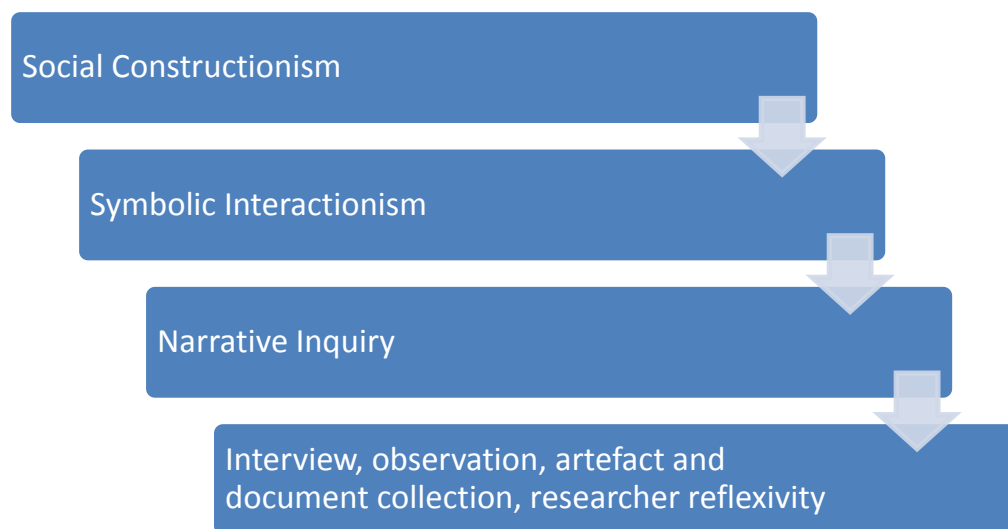 Social Constructionism
Symbolic Interactionism
Narrative Inquiry
Interview, observation, artefact and
document collection, researcher reflexivity